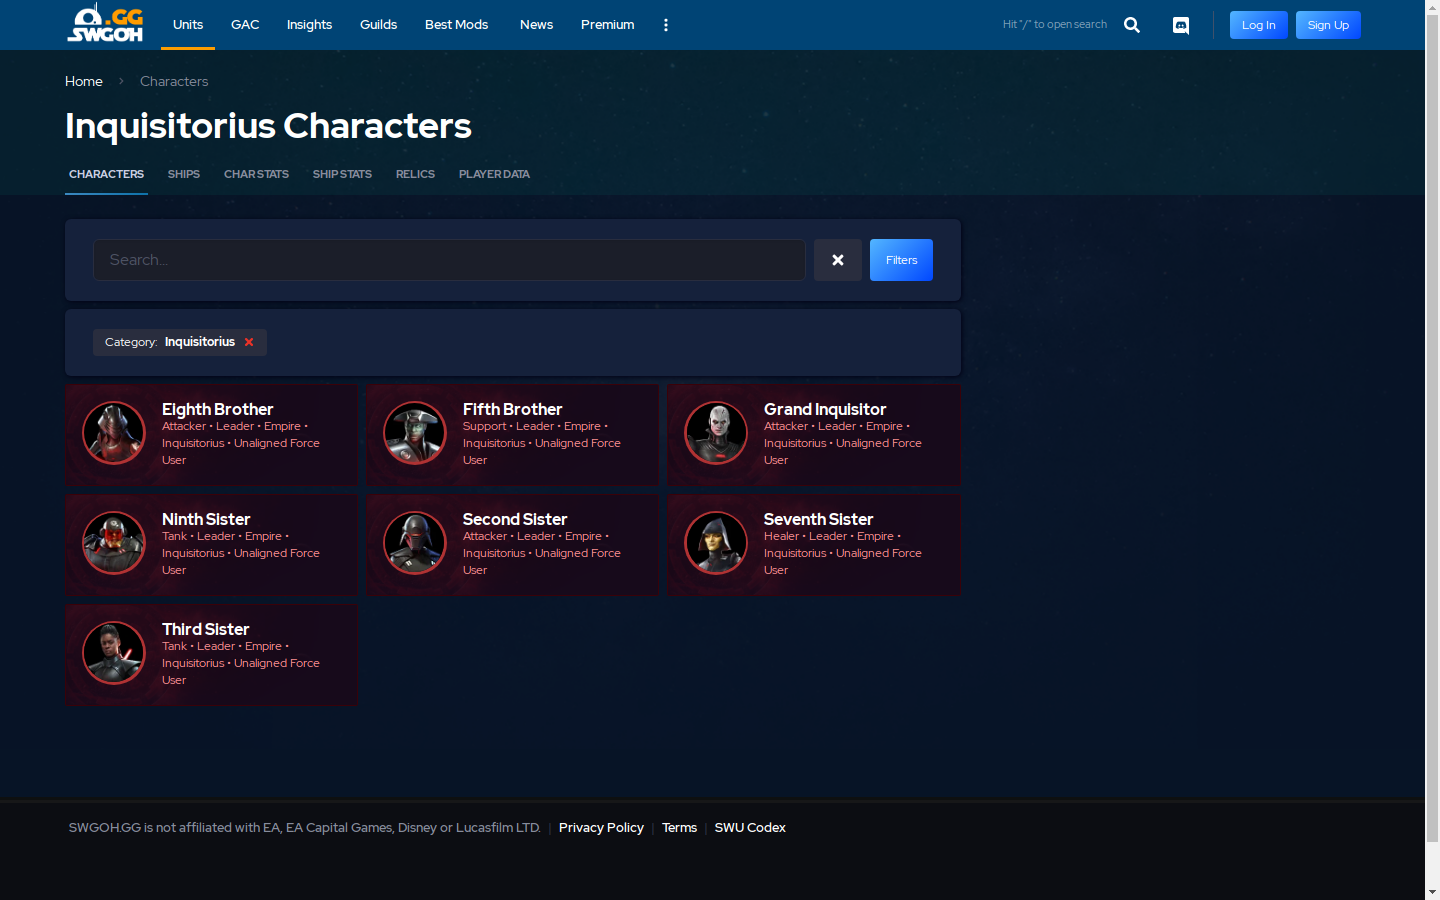 .GG
SWGOH
Units
GAC
Insights
Guilds
Best Mods
News
Premium
Hit "/" to open search
Log In
Sign Up
Home
Characters
Inquisitorius Characters
CHARACTERS
SHIPS
CHAR STATS
SHIP STATS
RELICS
PLAYER DATA
Search...
Filters
Category: Inquisitorius
Eighth Brother
Attacker • Leader • Empire •
Inquisitorius • Unaligned Force
User
Fifth Brother
Support • Leader • Empire •
Inquisitorius • Unaligned Force
User
Grand Inquisitor
Attacker • Leader • Empire •
Inquisitorius • Unaligned Force
User
Ninth Sister
Tank • Leader • Empire •
Inquisitorius • Unaligned Force
User
Second Sister
Attacker • Leader • Empire •
Inquisitorius • Unaligned Force
User
Seventh Sister
Healer • Leader • Empire •
Inquisitorius • Unaligned Force
User
Third Sister
Tank • Leader • Empire •
Inquisitorius • Unaligned Force
User
SWGOH.GG is not affiliated with EA, EA Capital Games, Disney or Lucasfilm LTD. | Privacy Policy | Terms | SWU Codex